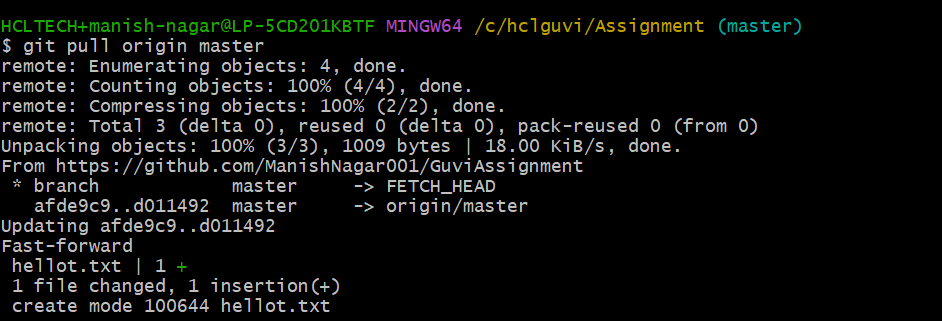 HCLTECH+manish-nagar@LP-5CD201KBTF MINGW64 /c/hclguvi/Assignment (master)
$ git pull origin master
remote: Enumerating objects: 4, done.
remote: Counting objects: 100% (4/4), done.
remote: Compressing objects: 100% (2/2), done.
remote: Total 3 (delta 0), reused 0 (delta 0), pack-reused 0 (from 0)
Unpacking objects: 100% (3/3), 1009 bytes | 18.00 KiB/s, done.
From https://github.com/ManishNagar001/GuviAssignment
 * branch            master     -> FETCH_HEAD
   afde9c9..d011492  master     -> origin/master
Updating afde9c9..d011492
Fast-forward
 hellot.txt | 1 +
 1 file changed, 1 insertion(+)
 create mode 100644 hellot.txt